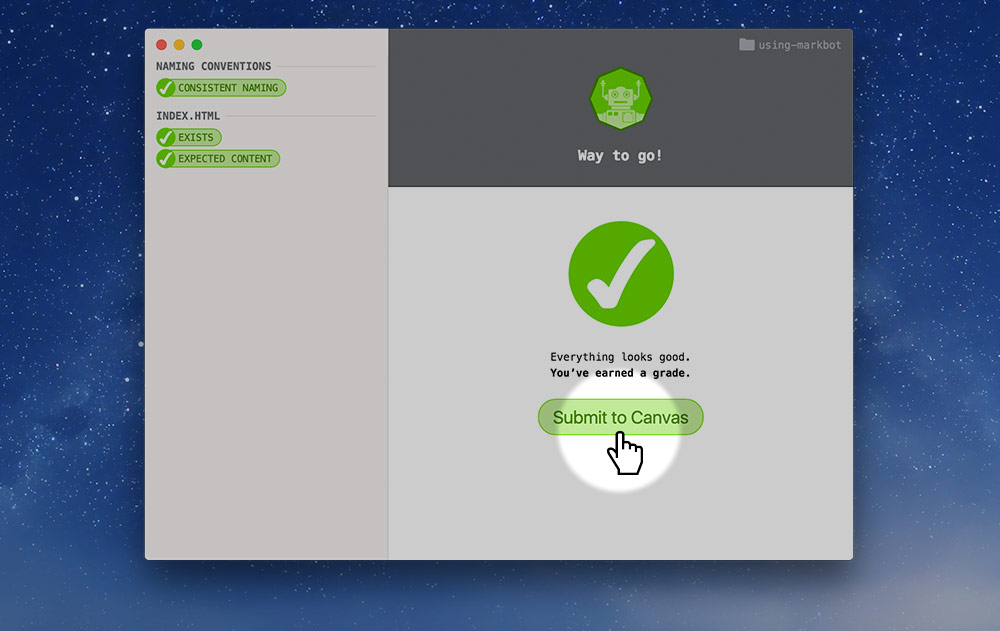 NAMING CONVENTIONS
CONSISTENT NAMING
INDEX.HTML
EXISTS
EXPECTED CONTENT
using-markbot
Way to go!
Everything looks good.
You’ve earned a grade.
Submit to Canvas